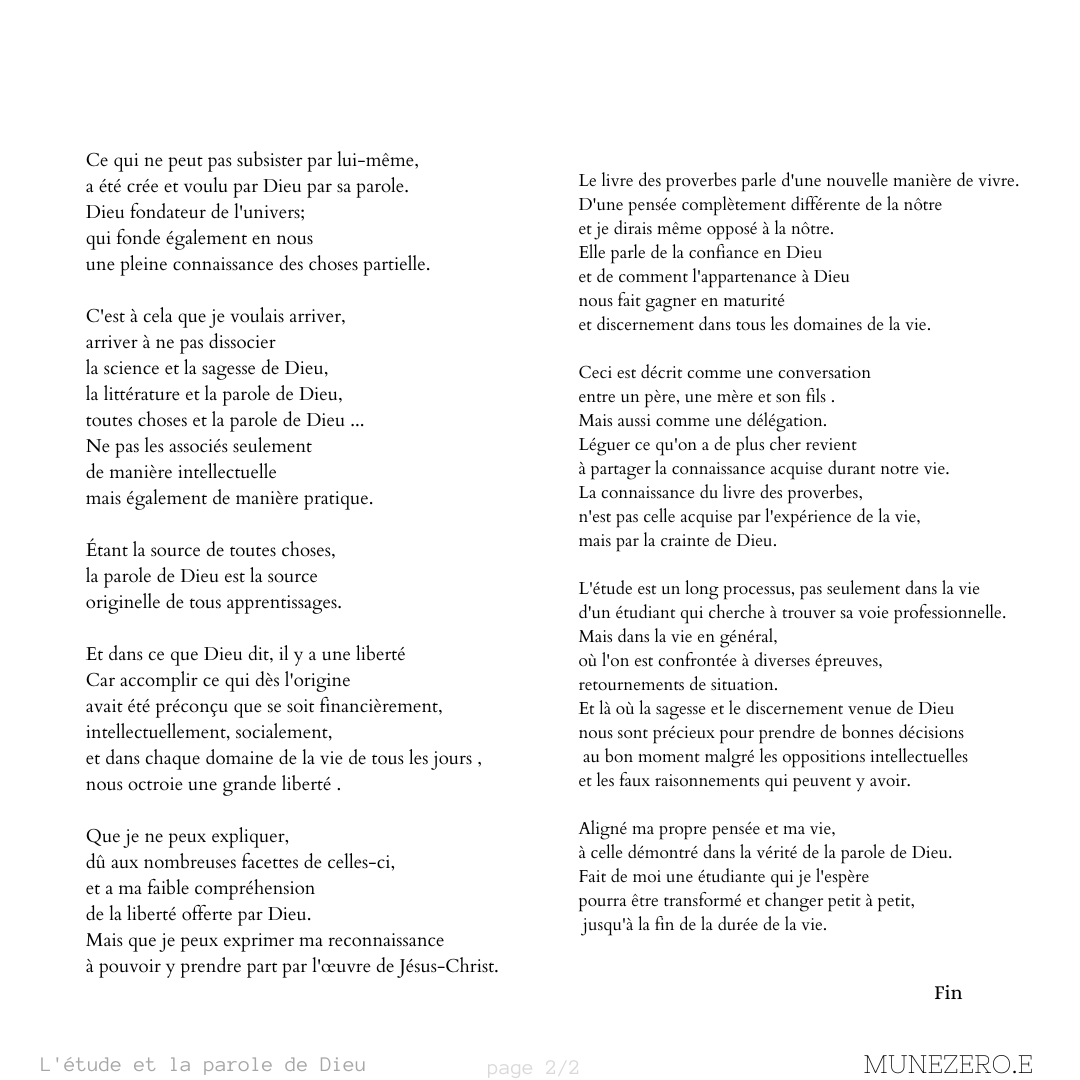 Ce qui ne peut pas subsister par lui-même,
a été crée et voulu par Dieu par sa parole.
Dieu fondateur de l'univers;
qui fonde également en nous
une pleine connaissance des choses partielle.

C'est à cela que je voulais arriver,
arriver à ne pas dissocier
la science et la sagesse de Dieu,
la littérature et la parole de Dieu,
toutes choses et la parole de Dieu ...
Ne pas les associés seulement
de manière intellectuelle
mais également de manière pratique.

Étant la source de toutes choses,
la parole de Dieu est la source
originelle de tous apprentissages.

Et dans ce que Dieu dit, il y a une liberté
Car accomplir ce qui dès l'origine
avait été préconçu que se soit financièrement,
intellectuellement, socialement,
et dans chaque domaine de la vie de tous les jours ,
nous octroie une grande liberté .

Que je ne peux expliquer,
dû aux nombreuses facettes de celles-ci,
et a ma faible compréhension
de la liberté offerte par Dieu.
Mais que je peux exprimer ma reconnaissance
à pouvoir y prendre part par l'œuvre de Jésus-Christ.

Le livre des proverbes parle d'une nouvelle manière de vivre.
D'une pensée complètement différente de la nôtre
et je dirais même opposé à la nôtre.
Elle parle de la confiance en Dieu
et de comment l'appartenance à Dieu
nous fait gagner en maturité
et discernement dans tous les domaines de la vie.

Ceci est décrit comme une conversation
entre un père, une mère et son fils .
Mais aussi comme une délégation.
Léguer ce qu'on a de plus cher revient
à partager la connaissance acquise durant notre vie.
La connaissance du livre des proverbes,
n'est pas celle acquise par l'expérience de la vie,
mais par la crainte de Dieu.

L'étude est un long processus, pas seulement dans la vie
d'un étudiant qui cherche à trouver sa voie professionnelle.
Mais dans la vie en général,
où l'on est confrontée à diverses épreuves,
retournements de situation.
Et là où la sagesse et le discernement venue de Dieu
nous sont précieux pour prendre de bonnes décisions
au bon moment malgré les oppositions intellectuelles
et les faux raisonnements qui peuvent y avoir.

Aligné ma propre pensée et ma vie,
à celle démontré dans la vérité de la parole de Dieu.
Fait de moi une étudiante qui je l'espère
pourra être transformé et changer petit à petit,
jusqu'à la fin de la durée de la vie.

Fin
L'étude et la parole de Dieu
page 2/2
MUNEZERO.E